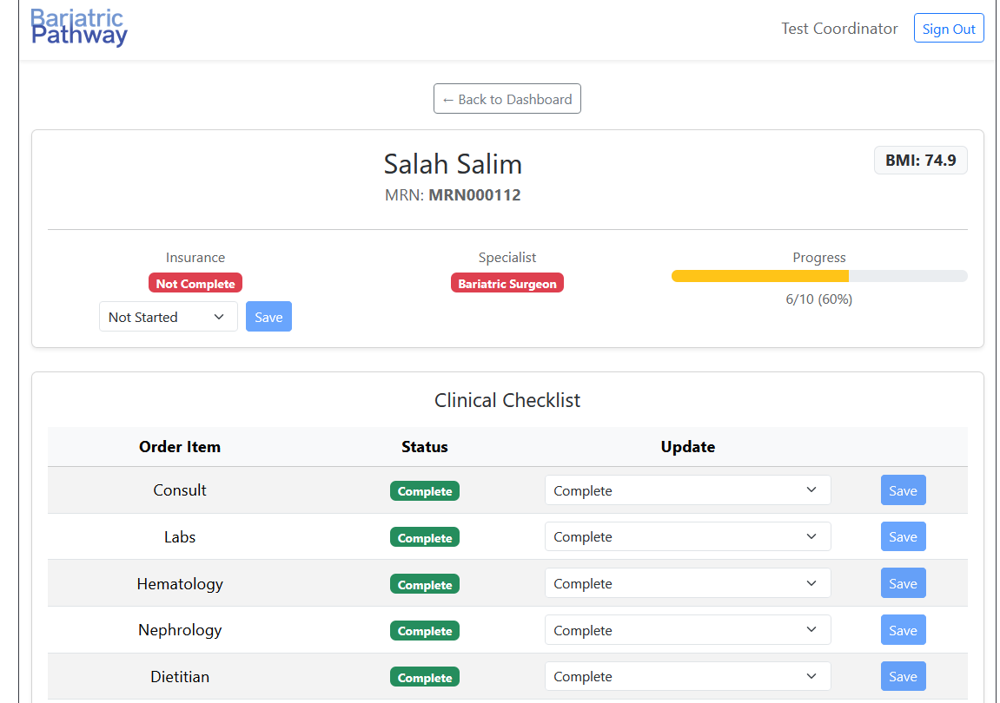 Bariatric
Pathway
Test Coordinator
Sign Out
← Back to Dashboard
Salah Salim
BMI: 74.9
MRN: MRN000112
Insurance
Specialist
Progress
Not Complete
Bariatric Surgeon
6/10 (60%)
Not Started
Save
Clinical Checklist
Order Item Status Update
Consult Complete Complete Save
Labs Complete Complete Save
Hematology Complete Complete Save
Nephrology Complete Complete Save
Dietitian Complete Complete Save